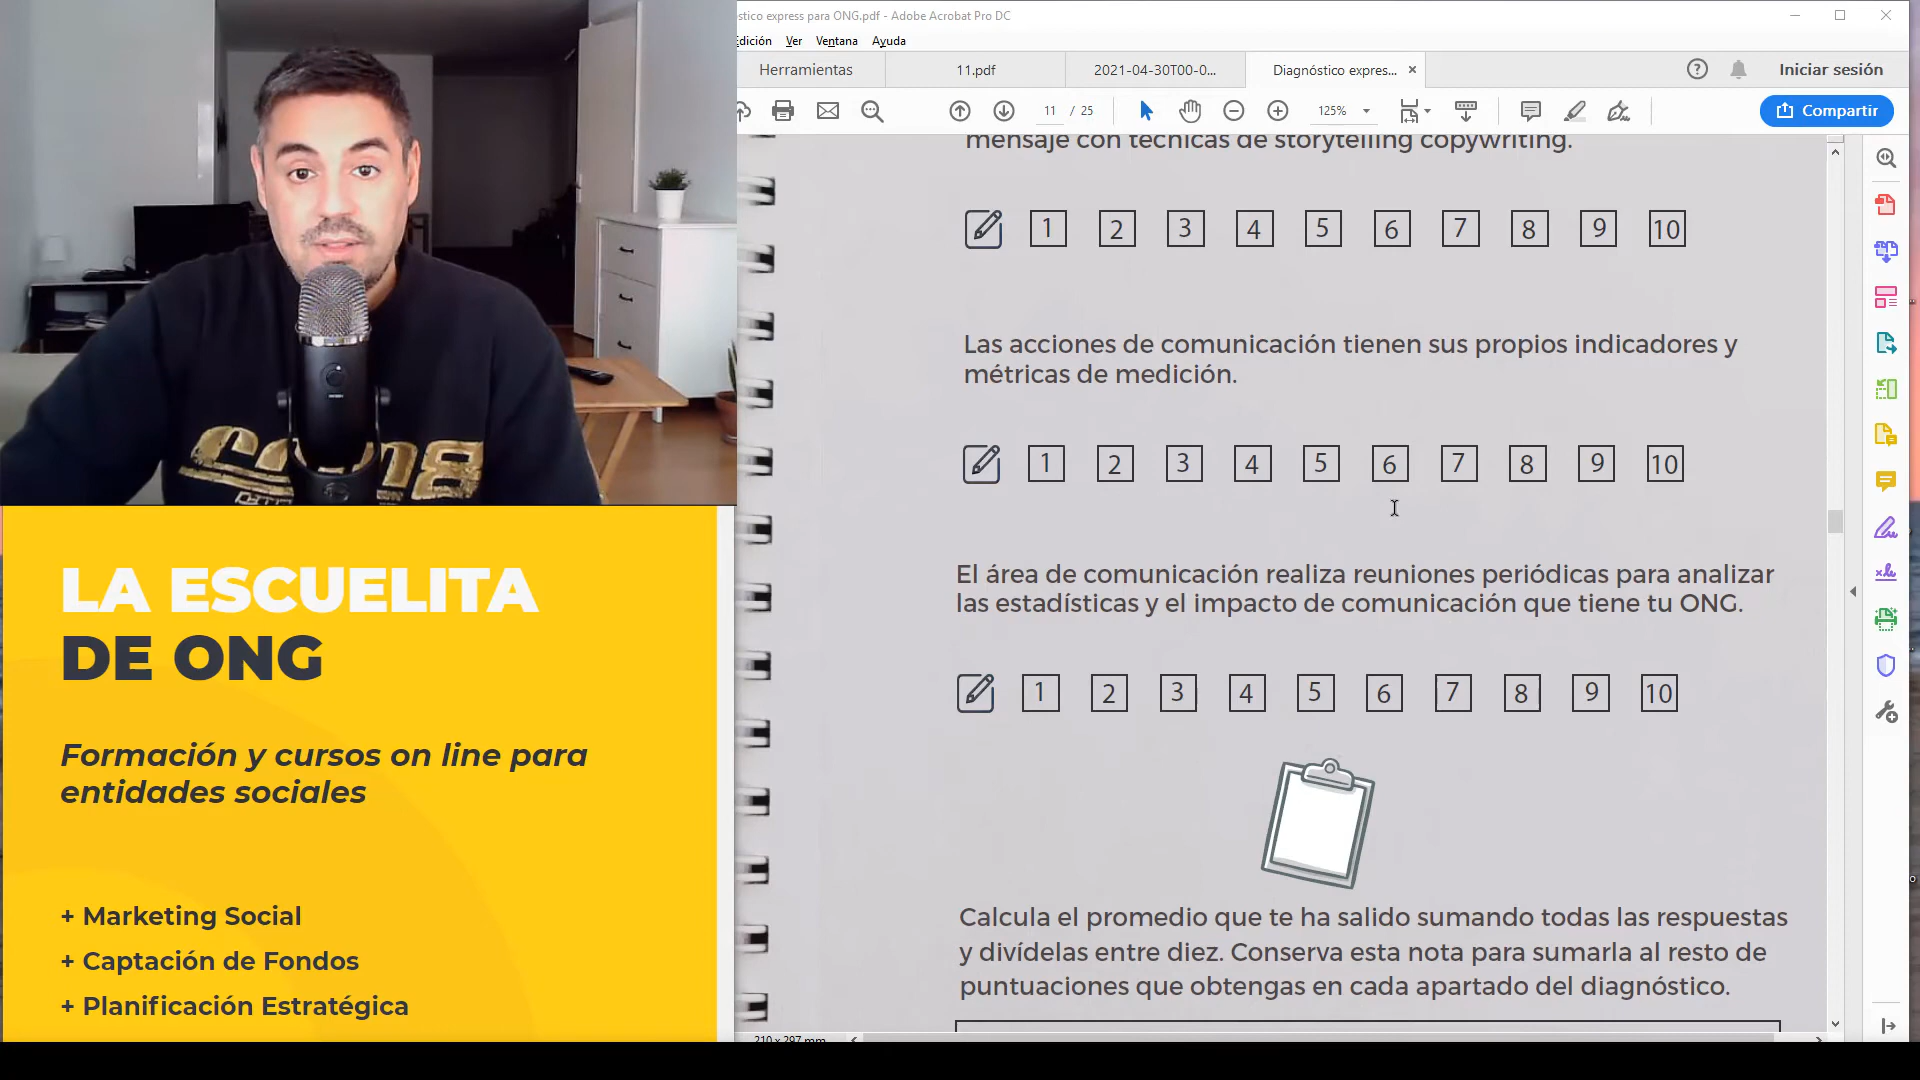 óstico express para ONG.pdf - Adobe Acrobat Pro DC
Edición Ver Ventana Ayuda
Herramientas 11.pdf 2021-04-30T00-0... Diagnóstico expres... × Iniciar sesión
11 / 25 125% Compartir
mensaje con técnicas de storytelling copywriting.
1 2 3 4 5 6 7 8 9 10
Las acciones de comunicación tienen sus propios indicadores y
métricas de medición.
1 2 3 4 5 6 7 8 9 10
El área de comunicación realiza reuniones periódicas para analizar
las estadísticas y el impacto de comunicación que tiene tu ONG.
1 2 3 4 5 6 7 8 9 10
Calcula el promedio que te ha salido sumando todas las respuestas
y divídelas entre diez. Conserva esta nota para sumarla al resto de
puntuaciones que obtengas en cada apartado del diagnóstico.
210 x 297 mm
LA ESCUELITA
DE ONG
Formación y cursos on line para
entidades sociales
+ Marketing Social
+ Captación de Fondos
+ Planificación Estratégica